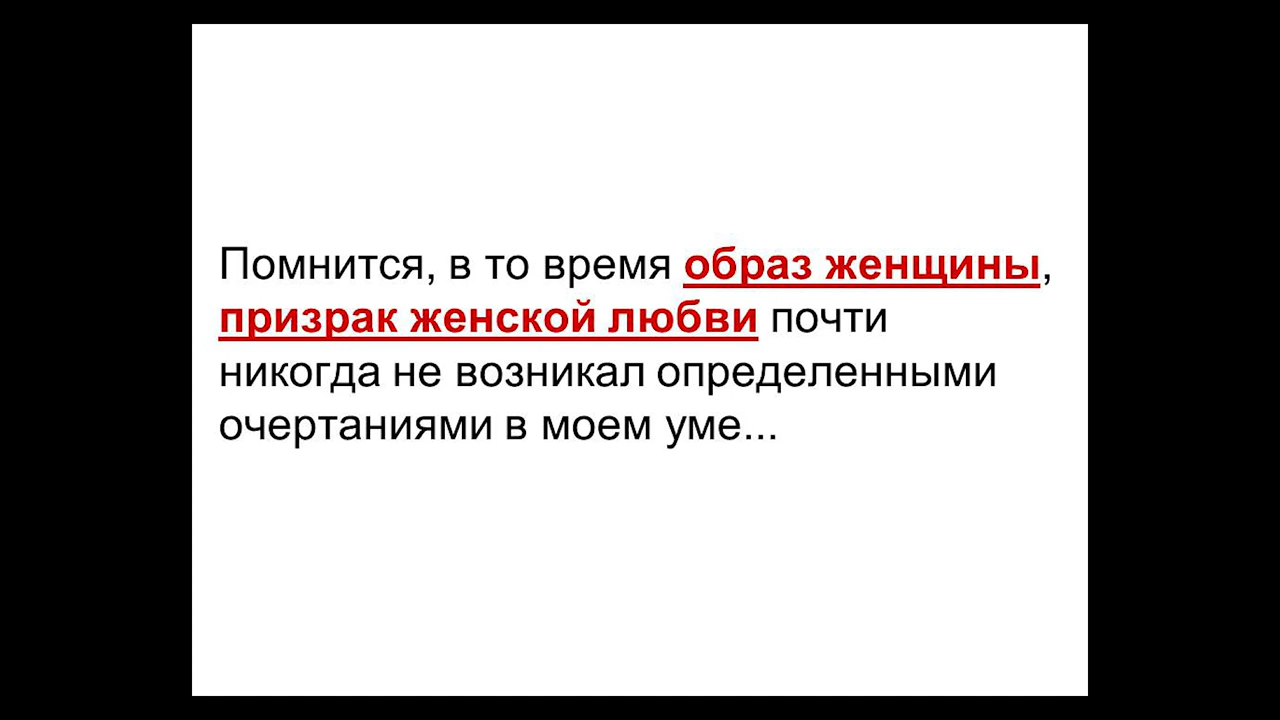 Помнится, в то время образ женщины,
призрак женской любви почти
никогда не возникал определенными
очертаниями в моем уме...